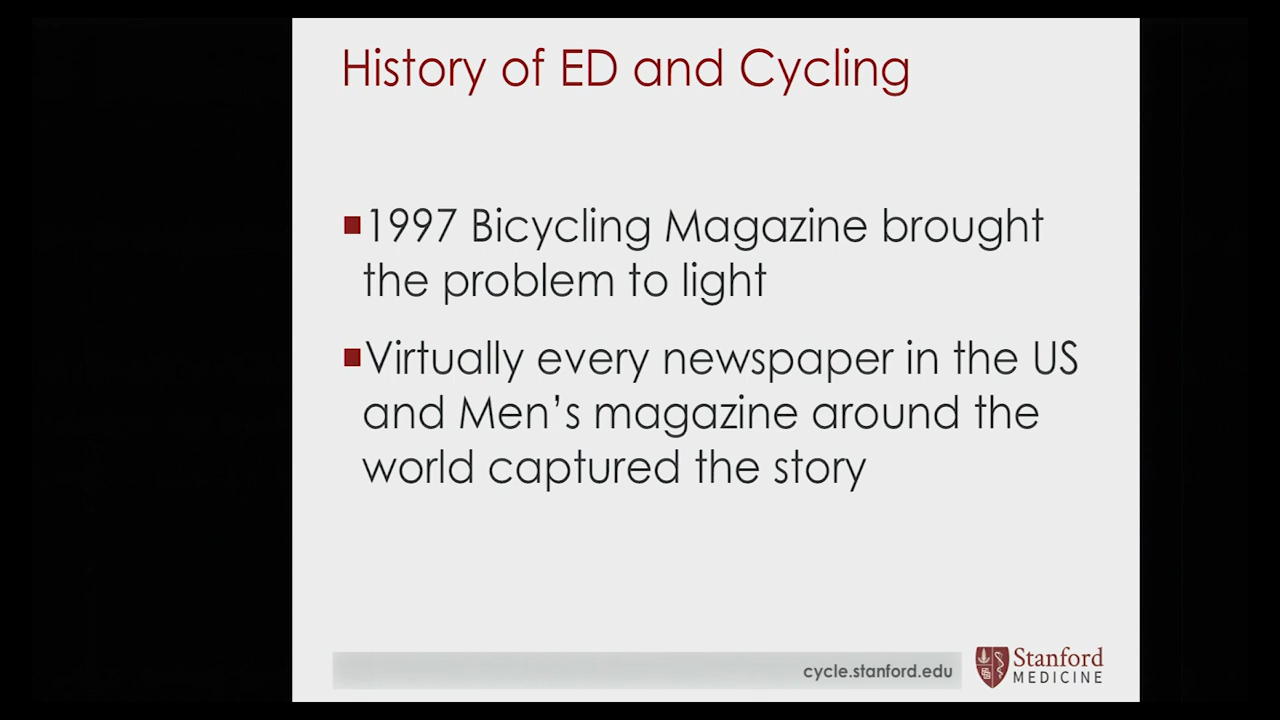 History of ED and Cycling
■1997 Bicycling Magazine brought
the problem to light
■Virtually every newspaper in the US
and Men's magazine around the
world captured the story
cycle.stanford.edu
Stanford
MEDICINE